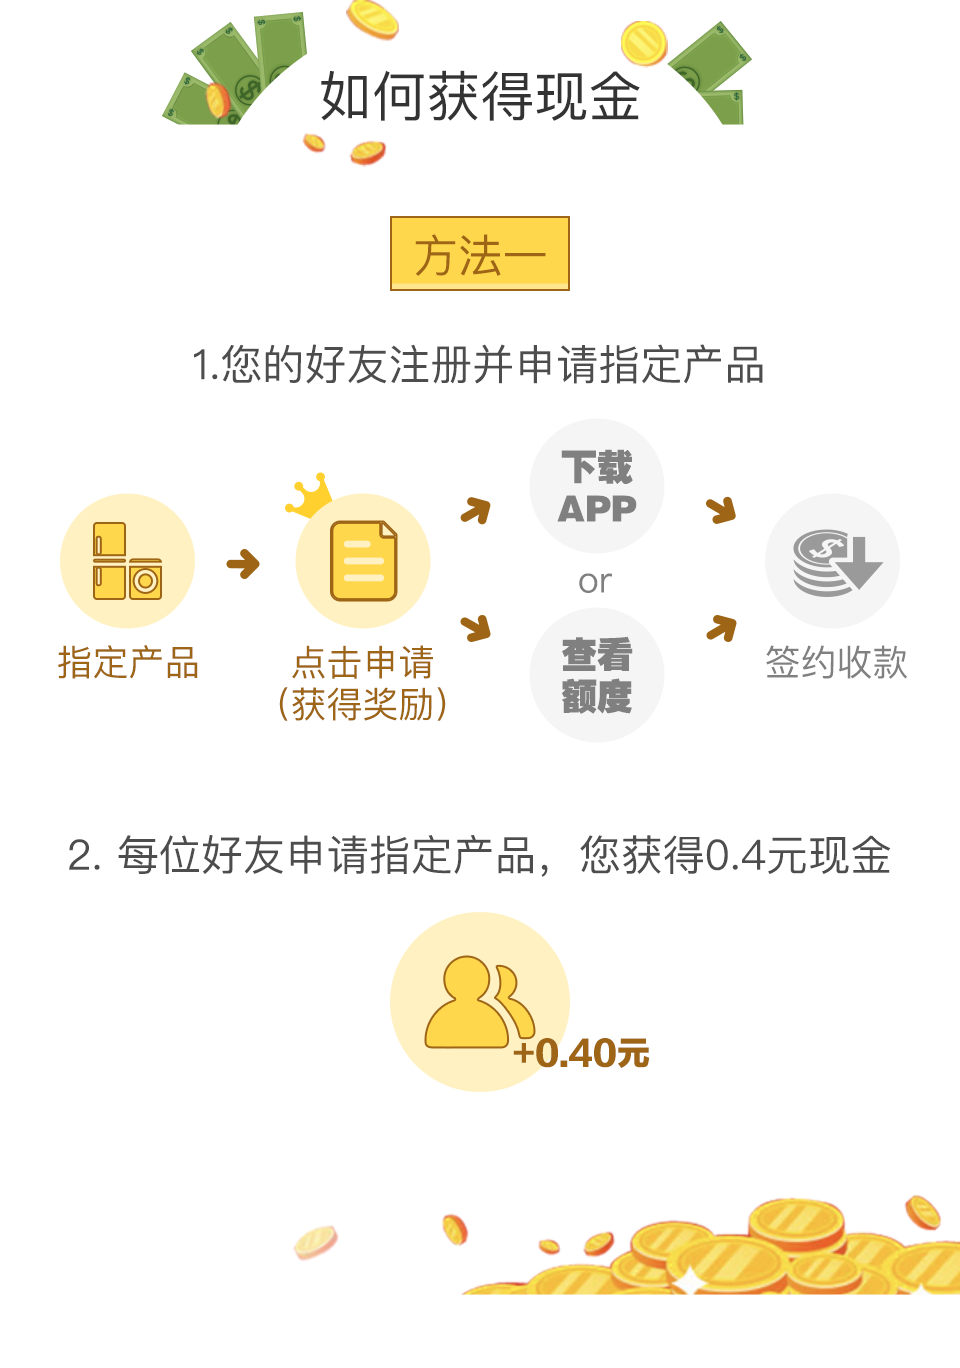 如何获得现金
方法一
1.您的好友注册并申请指定产品
指定产品
点击申请
(获得奖励)
下载
APP
or
查看
额度
签约收款
2. 每位好友申请指定产品，您获得0.4元现金
+0.40元